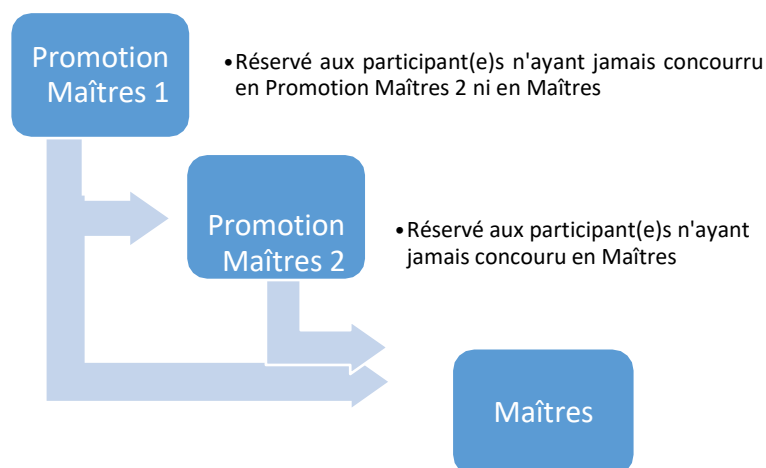 Promotion
Maîtres 1
•Réservé aux participant(e)s n'ayant jamais concourru
en Promotion Maîtres 2 ni en Maîtres
Promotion
Maîtres 2
•Réservé aux participant(e)s n'ayant
jamais concouru en Maîtres
Maîtres